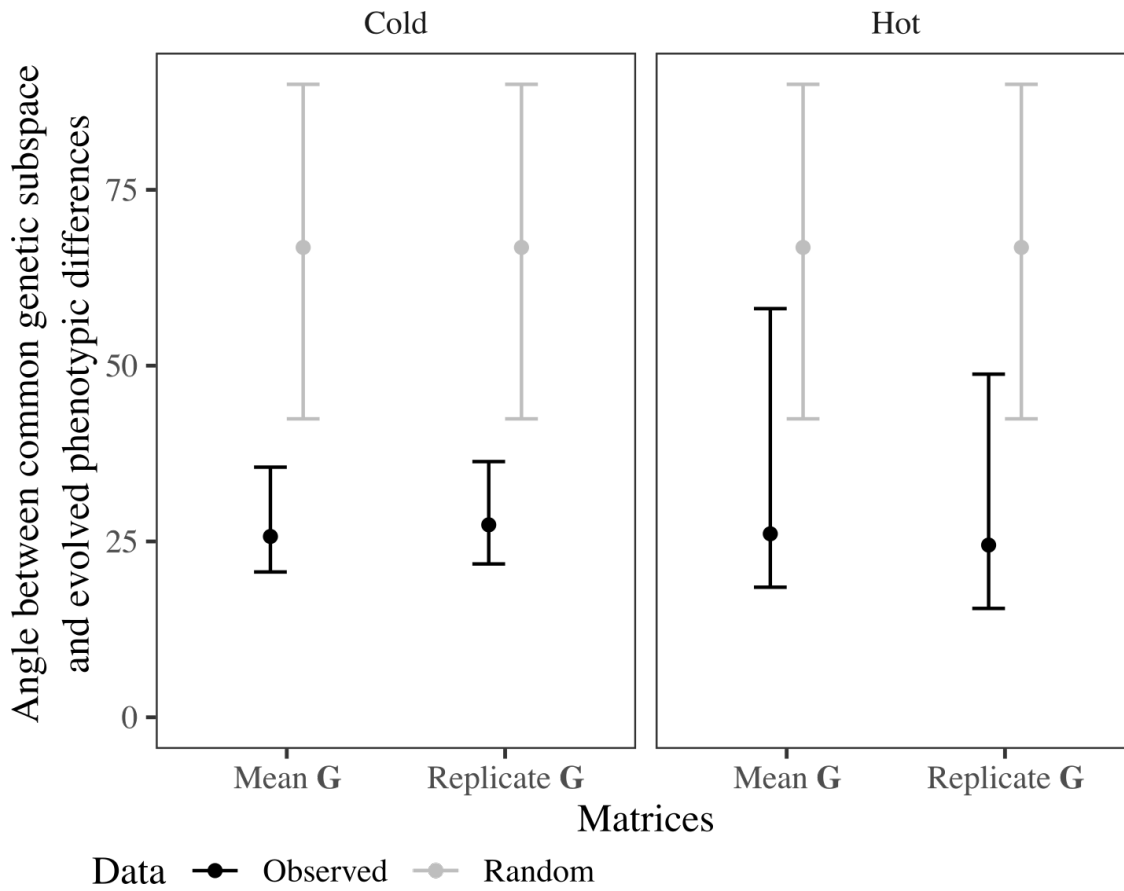 Cold
Hot
Angle between common genetic subspace
and evolved phenotypic differences
75
50
25
0
Mean G
Replicate G
Mean G
Replicate G
Matrices
Data Observed Random